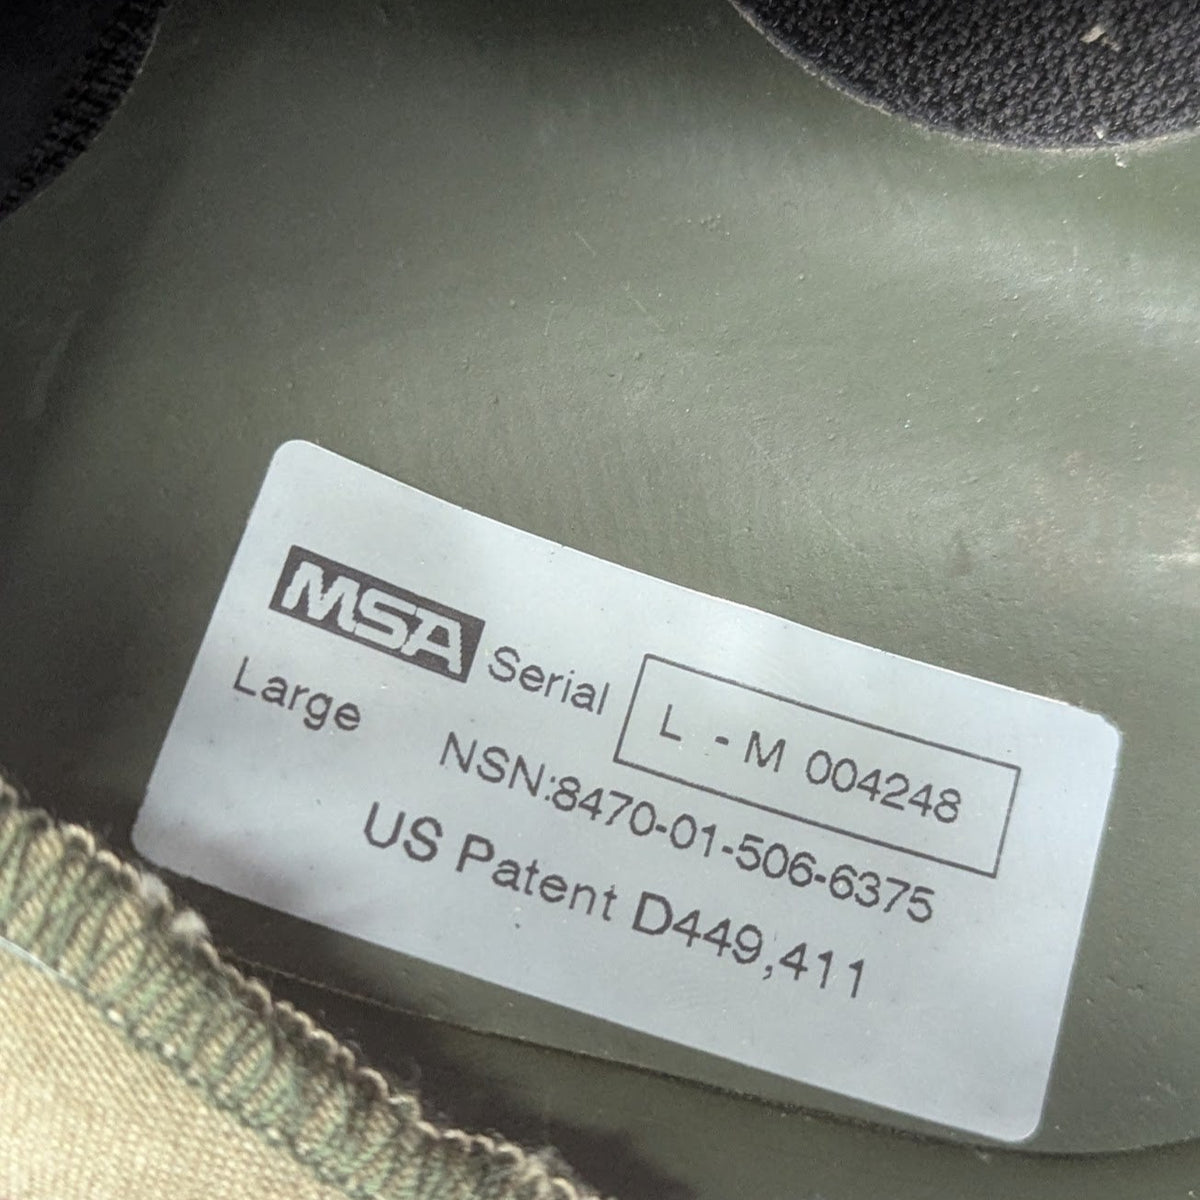 MSA Serial L - M 004248
Large
NSN:8470-01-506-6375
US Patent D449,411